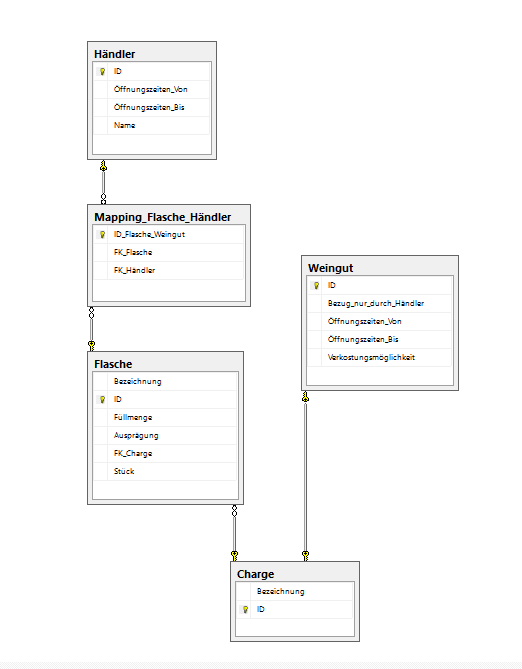 Händler
ID
Öffnungszeiten_Von
Öffnungszeiten_Bis
Name
Mapping_Flasche_Händler
ID_Flasche_Weingut
FK_Flasche
FK_Händler
Weingut
ID
Bezug_nur_durch_Händler
Öffnungszeiten_Von
Öffnungszeiten_Bis
Verkostungsmöglichkeit
Flasche
Bezeichnung
ID
Füllmenge
Ausprägung
FK_Charge
Stück
Charge
Bezeichnung
ID